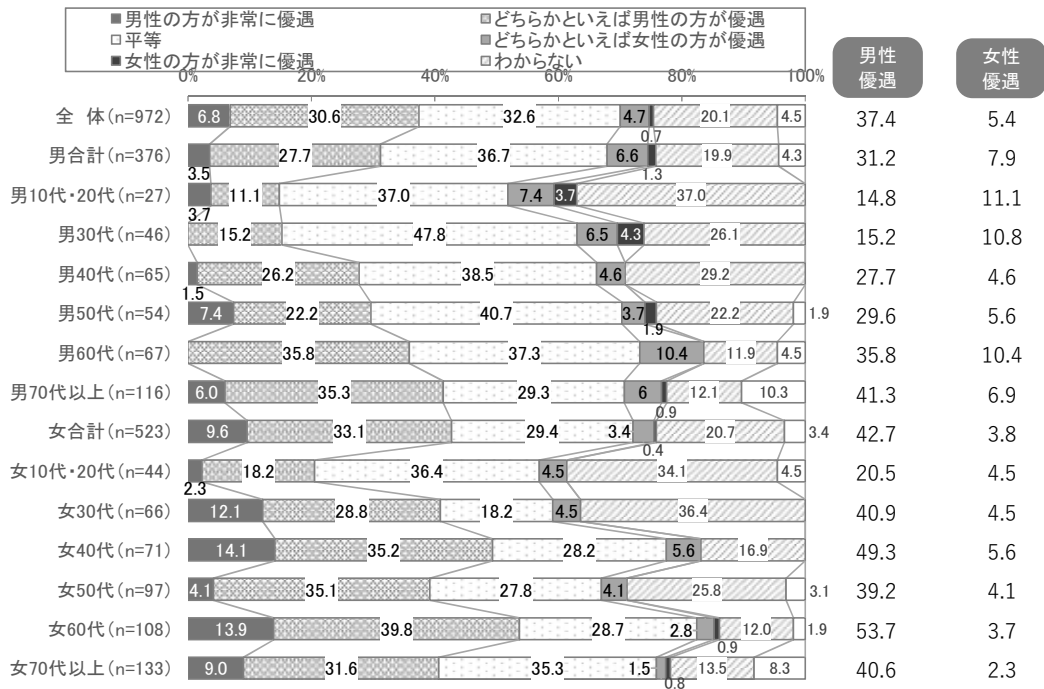 ■男性の方が非常に優遇 どちらかといえば男性の方が優遇
平等 どちらかといえば女性の方が優遇
■女性の方が非常に優遇 わからない
男性優遇 女性優遇
0% 20% 40% 60% 80% 100%
全 体(n=972) 6.8 30.6 32.6 4.7 0.7 20.1 4.5 37.4 5.4
男合計(n=376) 3.5 27.7 36.7 6.6 1.3 19.9 4.3 31.2 7.9
男10代・20代(n=27) 3.7 11.1 37.0 7.4 3.7 37.0 14.8 11.1
男30代(n=46) 15.2 47.8 6.5 4.3 26.1 15.2 10.8
男40代(n=65) 1.5 26.2 38.5 4.6 29.2 27.7 4.6
男50代(n=54) 7.4 22.2 40.7 3.7 1.9 22.2 1.9 29.6 5.6
男60代(n=67) 35.8 37.3 10.4 11.9 4.5 35.8 10.4
男70代以上(n=116) 6.0 35.3 29.3 6 0.9 12.1 10.3 41.3 6.9
女合計(n=523) 9.6 33.1 29.4 3.4 0.4 20.7 3.4 42.7 3.8
女10代・20代(n=44) 2.3 18.2 36.4 4.5 34.1 4.5 20.5 4.5
女30代(n=66) 12.1 28.8 18.2 4.5 36.4 40.9 4.5
女40代(n=71) 14.1 35.2 28.2 5.6 16.9 49.3 5.6
女50代(n=97) 4.1 35.1 27.8 4.1 25.8 3.1 39.2 4.1
女60代(n=108) 13.9 39.8 28.7 2.8 0.9 12.0 1.9 53.7 3.7
女70代以上(n=133) 9.0 31.6 35.3 1.5 0.8 13.5 8.3 40.6 2.3